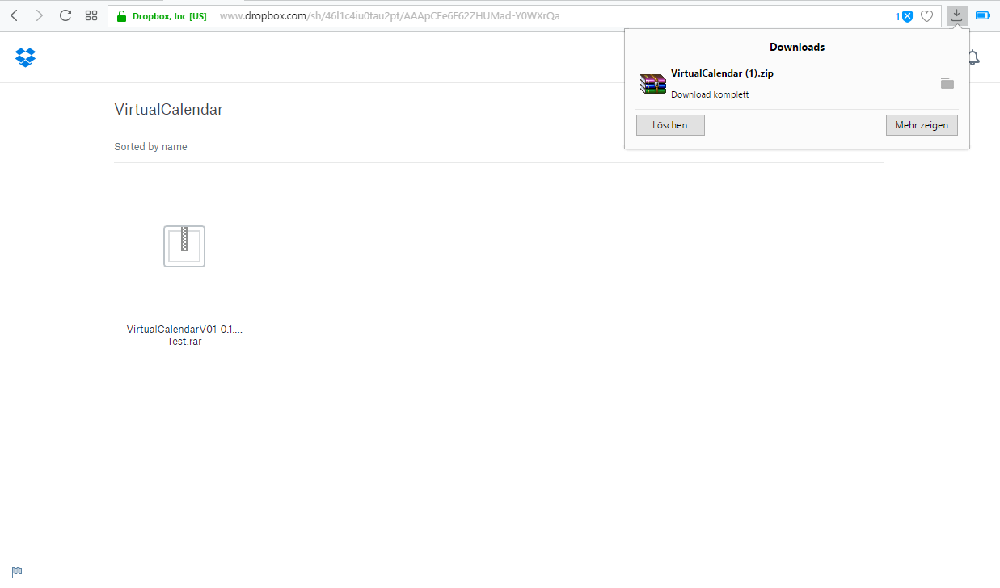 Dropbox, Inc [US] www.dropbox.com/sh/46l1c4iu0tau2pt/AAApCFe6F62ZHUMad-Y0WXrQa 1
Downloads
VirtualCalendar (1).zip
Download komplett
Löschen Mehr zeigen
VirtualCalendar
Sorted by name
VirtualCalendarV01_0.1....
Test.rar